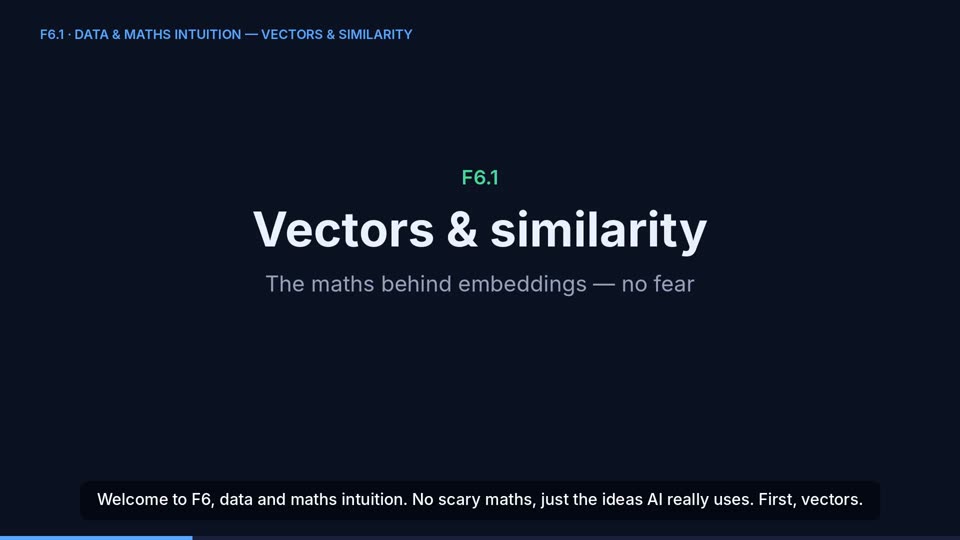 F6.1 · DATA & MATHS INTUITION — VECTORS & SIMILARITY
F6.1
Vectors & similarity
The maths behind embeddings — no fear
Welcome to F6, data and maths intuition. No scary maths, just the ideas AI really uses. First, vectors.